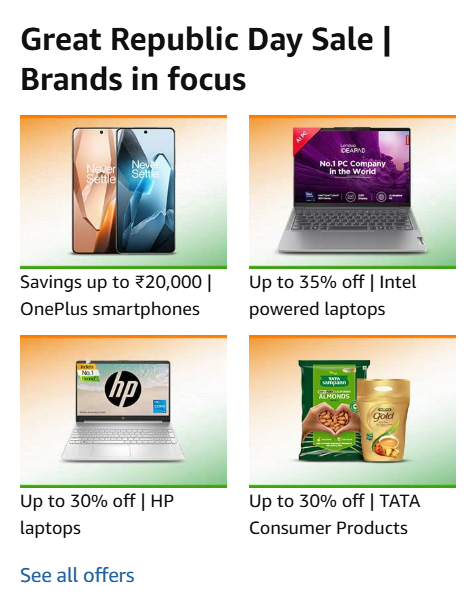 Great Republic Day Sale |
Brands in focus
Never
Settle
Never
Settle
AI PC
Lenovo
IDEAPAD
No.1 PC Company
in the World
Savings up to ₹20,000 |
OnePlus smartphones
Up to 35% off | Intel
powered laptops
No.1
hp
TATA
sampann
ALMONDS
Gold
Up to 30% off | HP
laptops
Up to 30% off | TATA
Consumer Products
See all offers